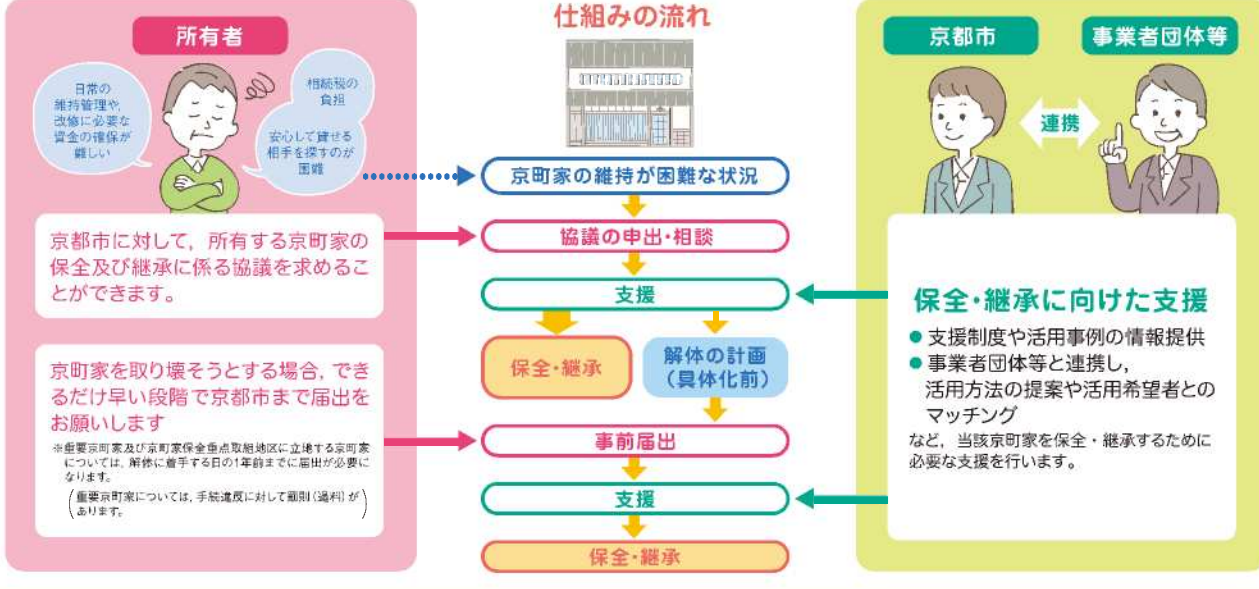 仕組みの流れ
所有者
日常の
維持管理や,
改修に必要な
資金の確保が
難しい
相続税の
負担
安心して貸せる
相手を探すのが
困難
京都市に対して，所有する京町家の
保全及び継承に係る協議を求めるこ
とができます。
京町家を取り壊そうとする場合，でき
るだけ早い段階で京都市まで届出を
お願いします
※重要京町家及び京町家保全重点取組地区に立地する京町家
については，解体に着手する日の1年前までに届出が必要に
なります。
（重要京町家については，手続違反に対して罰則（過料）が
あります。）
京町家の維持が困難な状況
協議の申出・相談
支援
保全・継承
解体の計画
（具体化前）
事前届出
支援
保全・継承
京都市
事業者団体等
連携
保全・継承に向けた支援
●支援制度や活用事例の情報提供
●事業者団体等と連携し，
活用方法の提案や活用希望者との
マッチング
など，当該京町家を保全・継承するために
必要な支援を行います。